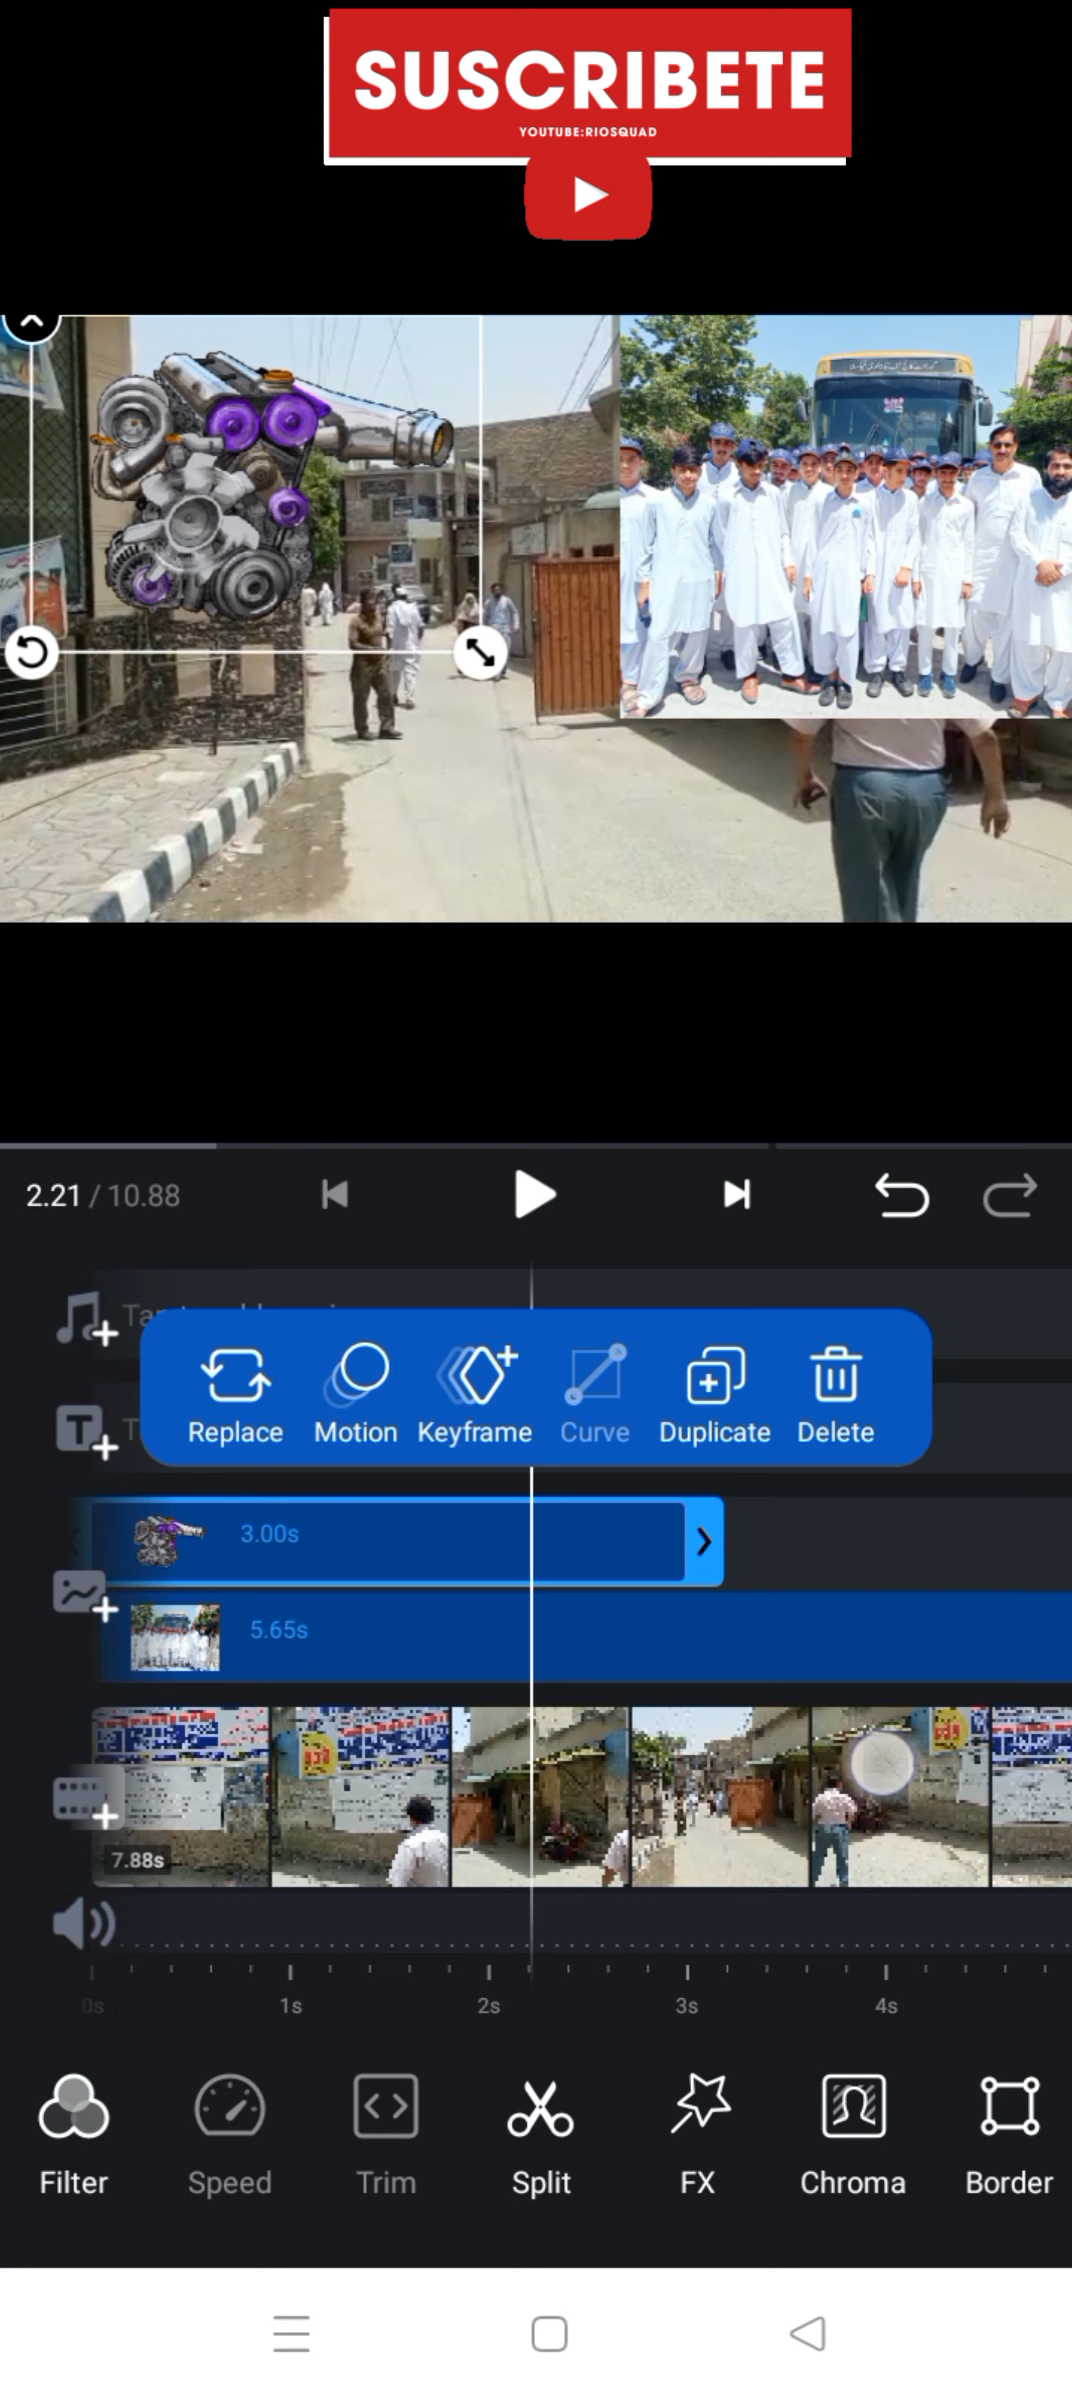 SUSCRIBETE
YOUTUBE:RIOSQUAD
2.21 / 10.88
Replace
Motion
Keyframe
Curve
Duplicate
Delete
3.00s
5.65s
7.88s
0s
1s
2s
3s
4s
Filter
Speed
Trim
Split
FX
Chroma
Border